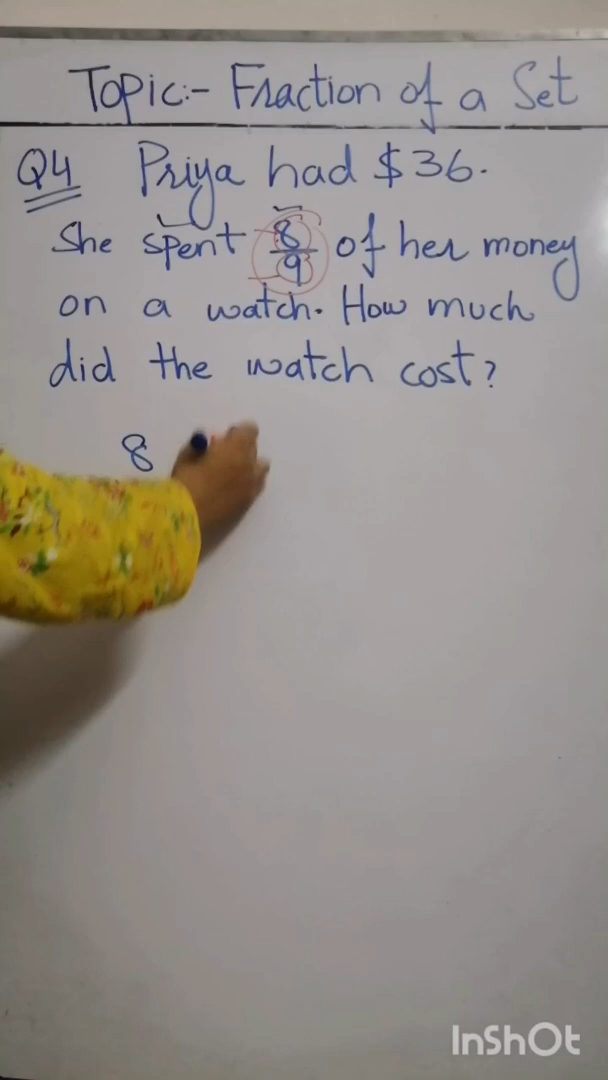 Topic:- Fraction of a Set
Q4 Priya had $36.
She spent 8/9 of her money
on a watch. How much
did the watch cost?
8
InShOt